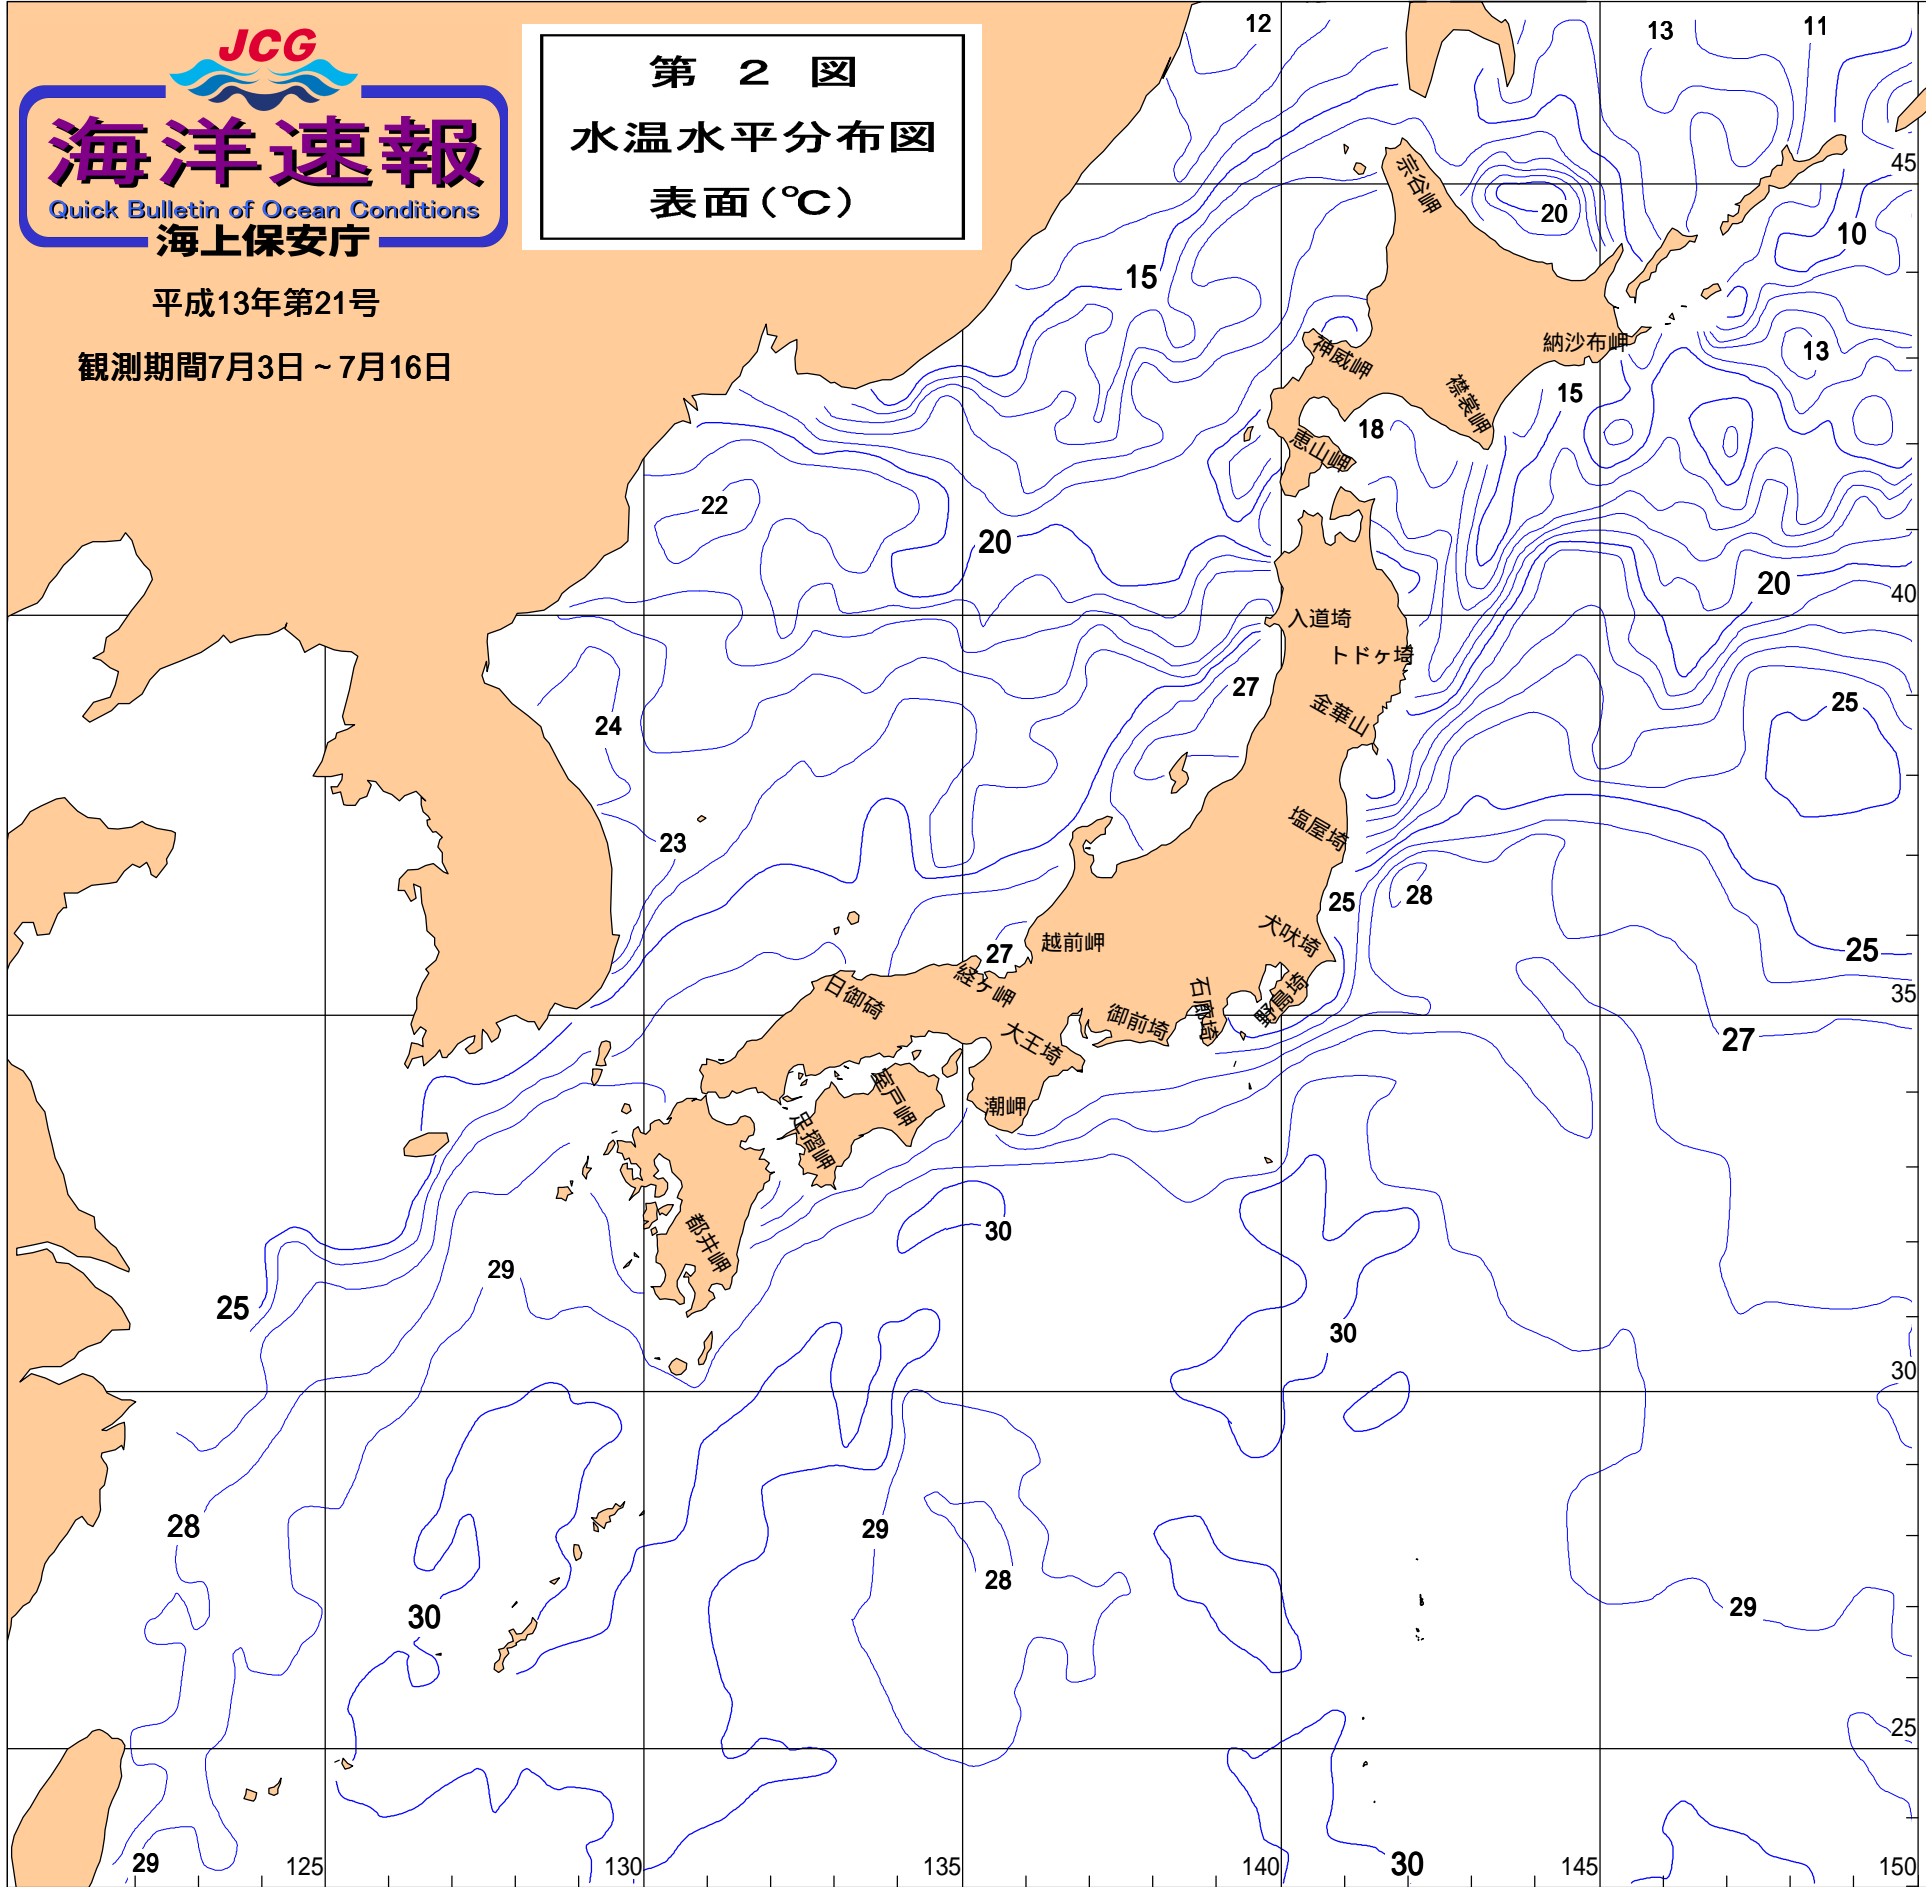 JCG
海洋速報
Quick Bulletin of Ocean Conditions
海上保安庁
平成13年第21号
観測期間7月3日~7月16日
第 2 図
水温水平分布図
表面(℃)
12
13
11
45
宗谷岬
20
10
15
神威岬
納沙布岬
13
襟裳岬
15
18
恵山岬
22
20
20
40
入道埼
トドヶ埼
27
金華山
25
24
塩屋埼
23
25
28
犬吠埼
越前岬
27
25
経ケ岬
日御碕
石廊埼
野島埼
35
御前埼
大王埼
27
室戸岬
潮岬
足摺岬
都井岬
30
29
25
30
30
28
29
28
30
29
25
29
30
125
130
135
140
145
150